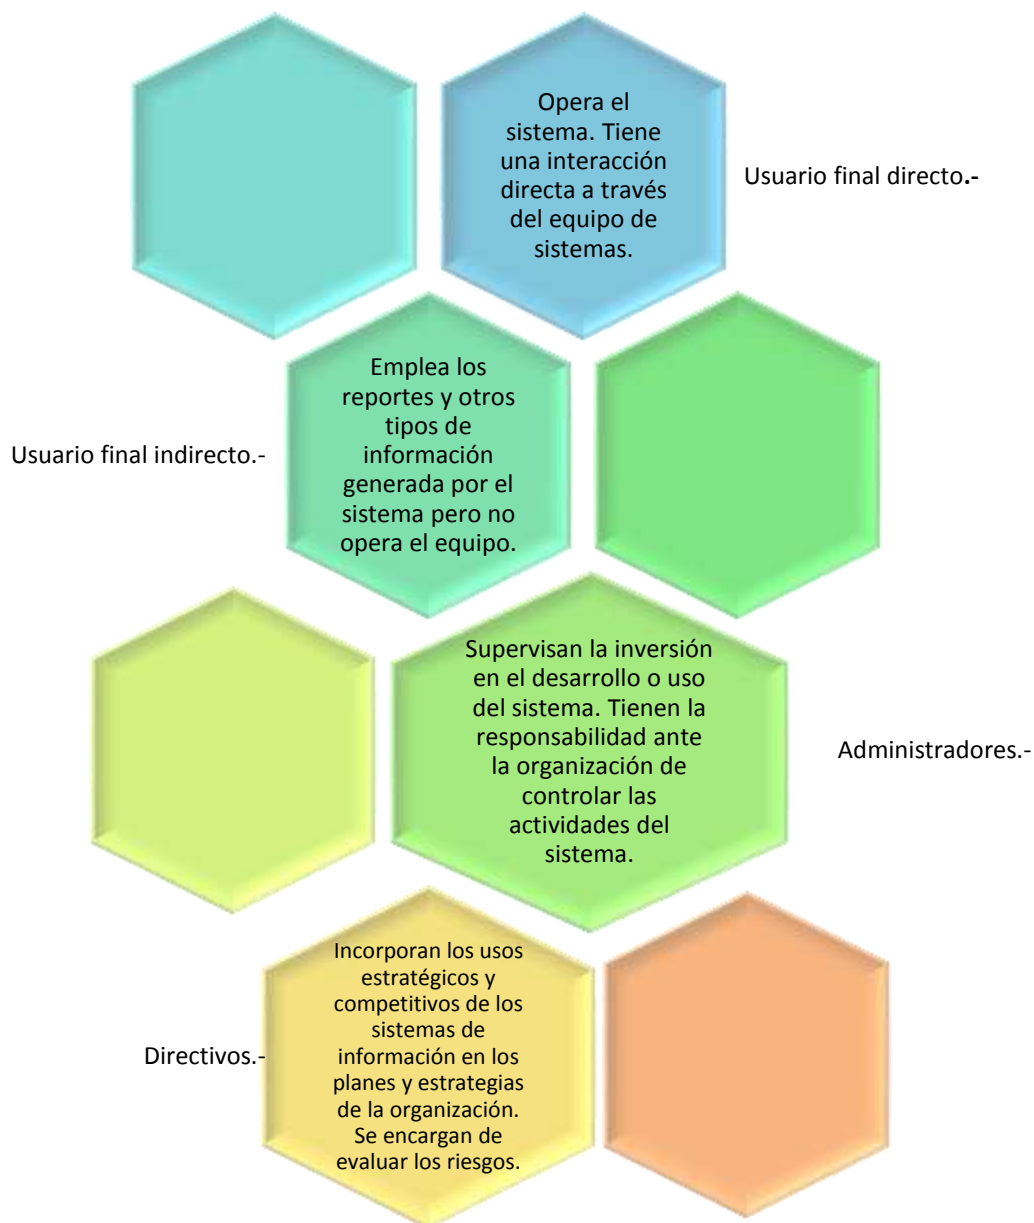 Opera el
sistema. Tiene
una interacción
directa a través
del equipo de
sistemas.
Usuario final directo.-
Usuario final indirecto.-
Emplea los
reportes y otros
tipos de
información
generada por el
sistema pero no
opera el equipo.
Supervisan la inversión
en el desarrollo o uso
del sistema. Tienen la
responsabilidad ante
la organización de
controlar las
actividades del
sistema.
Administradores.-
Directivos.-
Incorporan los usos
estratégicos y
competitivos de los
sistemas de
información en los
planes y estrategias
de la organización.
Se encargan de
evaluar los riesgos.